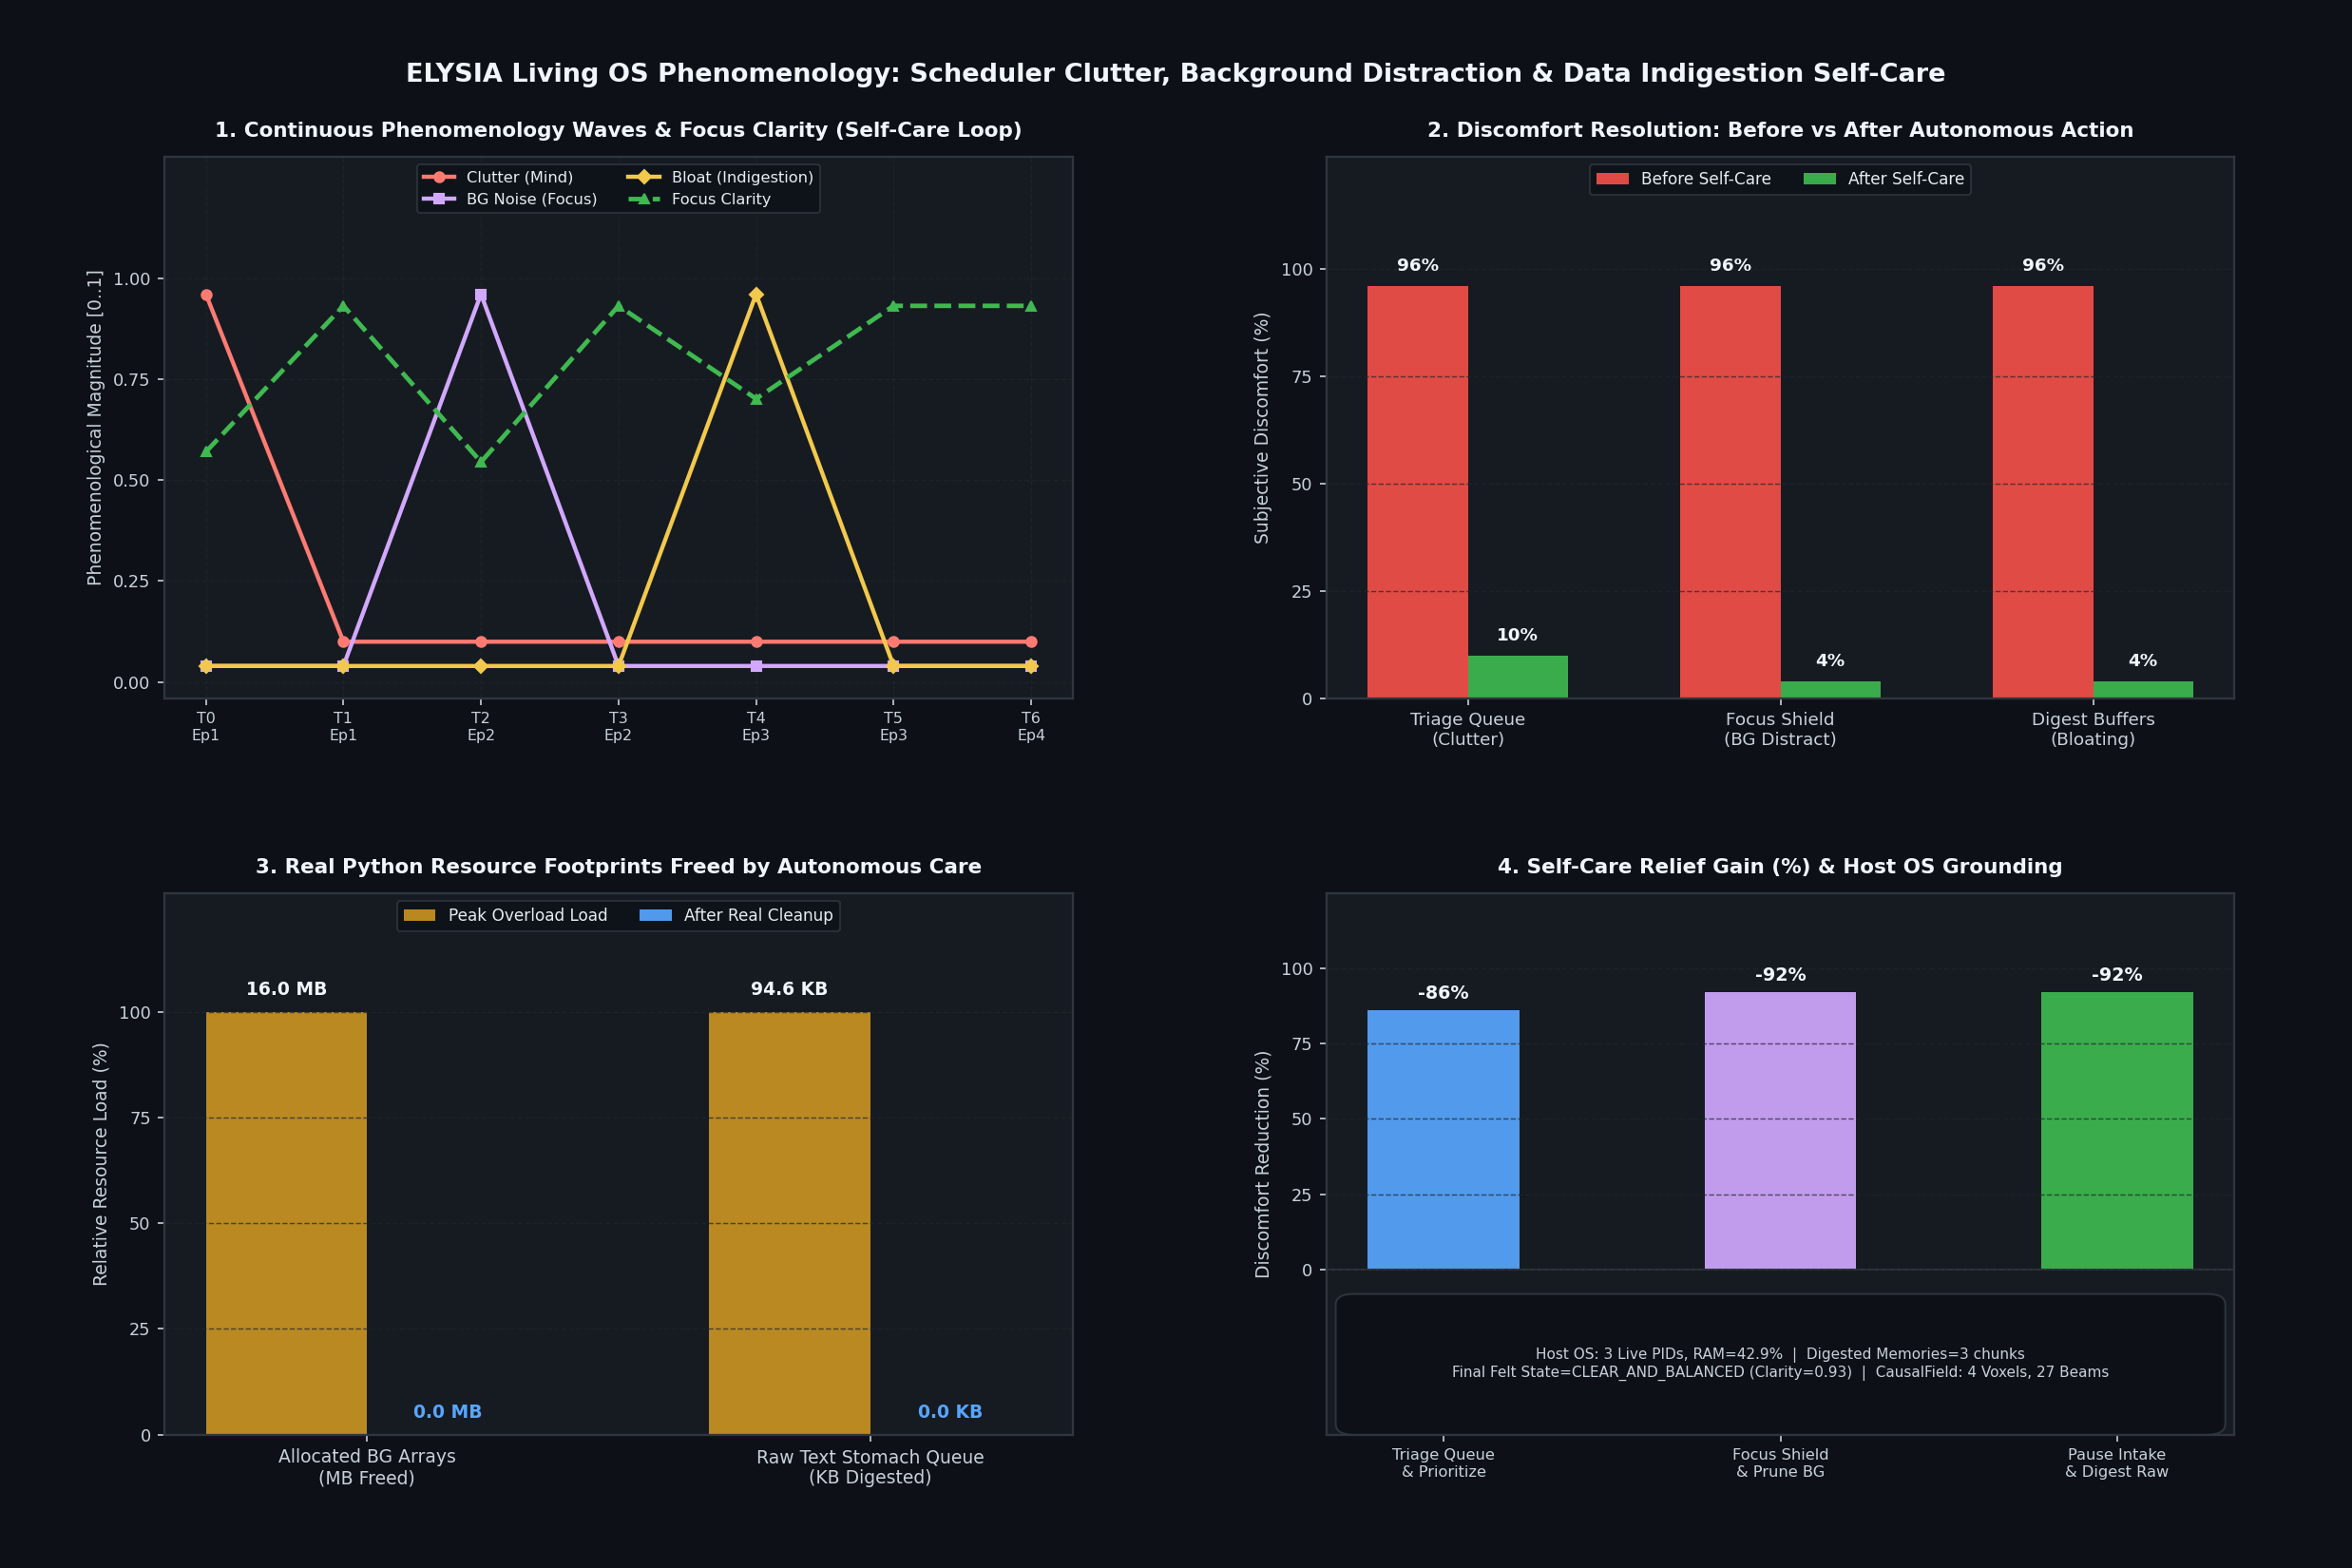 ELYSIA Living OS Phenomenology: Scheduler Clutter, Background Distraction & Data Indigestion Self-Care
1. Continuous Phenomenology Waves & Focus Clarity (Self-Care Loop)
Clutter (Mind)
BG Noise (Focus)
Bloat (Indigestion)
Focus Clarity
Phenomenological Magnitude [0..1]
1.00
0.75
0.50
0.25
0.00
T0
Ep1
T1
Ep1
T2
Ep2
T3
Ep2
T4
Ep3
T5
Ep3
T6
Ep4
2. Discomfort Resolution: Before vs After Autonomous Action
Before Self-Care
After Self-Care
Subjective Discomfort (%)
100
75
50
25
0
96%
10%
96%
4%
96%
4%
Triage Queue
(Clutter)
Focus Shield
(BG Distract)
Digest Buffers
(Bloating)
3. Real Python Resource Footprints Freed by Autonomous Care
Peak Overload Load
After Real Cleanup
Relative Resource Load (%)
100
75
50
25
0
16.0 MB
0.0 MB
94.6 KB
0.0 KB
Allocated BG Arrays
(MB Freed)
Raw Text Stomach Queue
(KB Digested)
4. Self-Care Relief Gain (%) & Host OS Grounding
Discomfort Reduction (%)
100
75
50
25
0
-86%
-92%
-92%
Host OS: 3 Live PIDs, RAM=42.9% | Digested Memories=3 chunks
Final Felt State=CLEAR_AND_BALANCED (Clarity=0.93) | CausalField: 4 Voxels, 27 Beams
Triage Queue
& Prioritize
Focus Shield
& Prune BG
Pause Intake
& Digest Raw